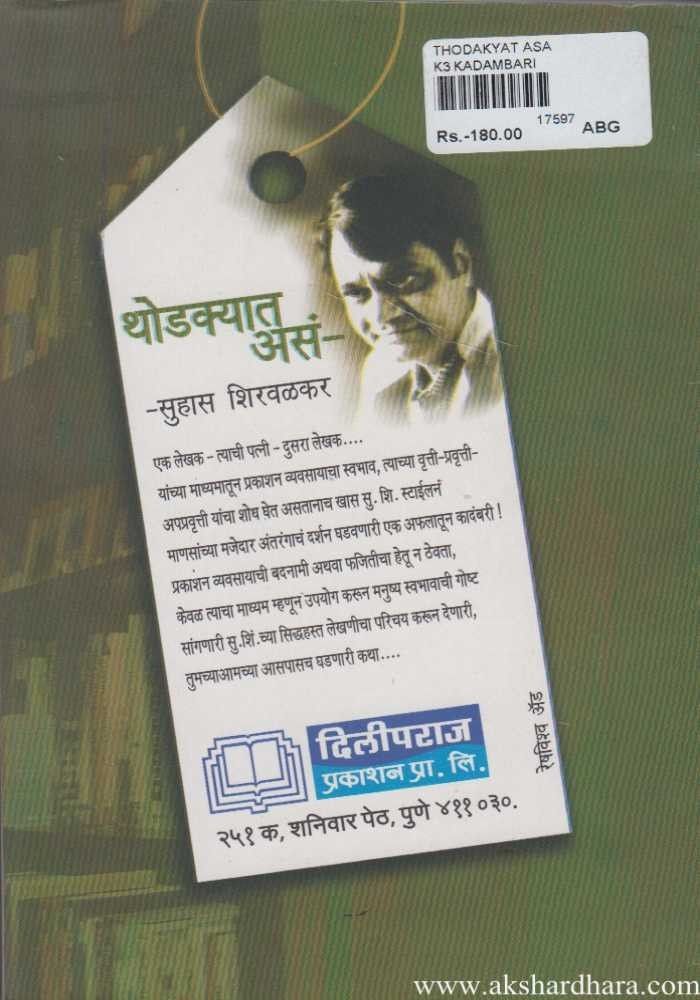 THODAKYAT ASA
K3 KADAMBARI
17597
Rs.-180.00 ABG
थोडक्यात
असं-
-सुहास शिरवळकर
एक लेखक - त्याची पत्नी - दुसरा लेखक....
यांच्या माध्यमातून प्रकाशन व्यवसायाचा स्वभाव, त्याच्या वृत्ती-प्रवृत्ती-
अपप्रवृत्ती यांचा शोध घेत असतानाच खास सु. शि. स्टाईलनं
माणसांच्या मजेदार अंतरंगाचं दर्शन घडवणारी एक अफलातून कादंबरी !
प्रकाशन व्यवसायाची बदनामी अथवा फजितीचा हेतू न ठेवता,
केवळ त्याचा माध्यम म्हणून उपयोग करून मनुष्य स्वभावाची गोष्ट
सांगणारी सु.शिं.च्या सिद्धहस्त लेखणीचा परिचय करून देणारी,
तुमच्याआमच्या आसपासच घडणारी कथा....
दिलीपराज
प्रकाशन प्रा. लि.
२५१ क, शनिवार पेठ, पुणे ४११ ०३०.
www.akshardhara.com